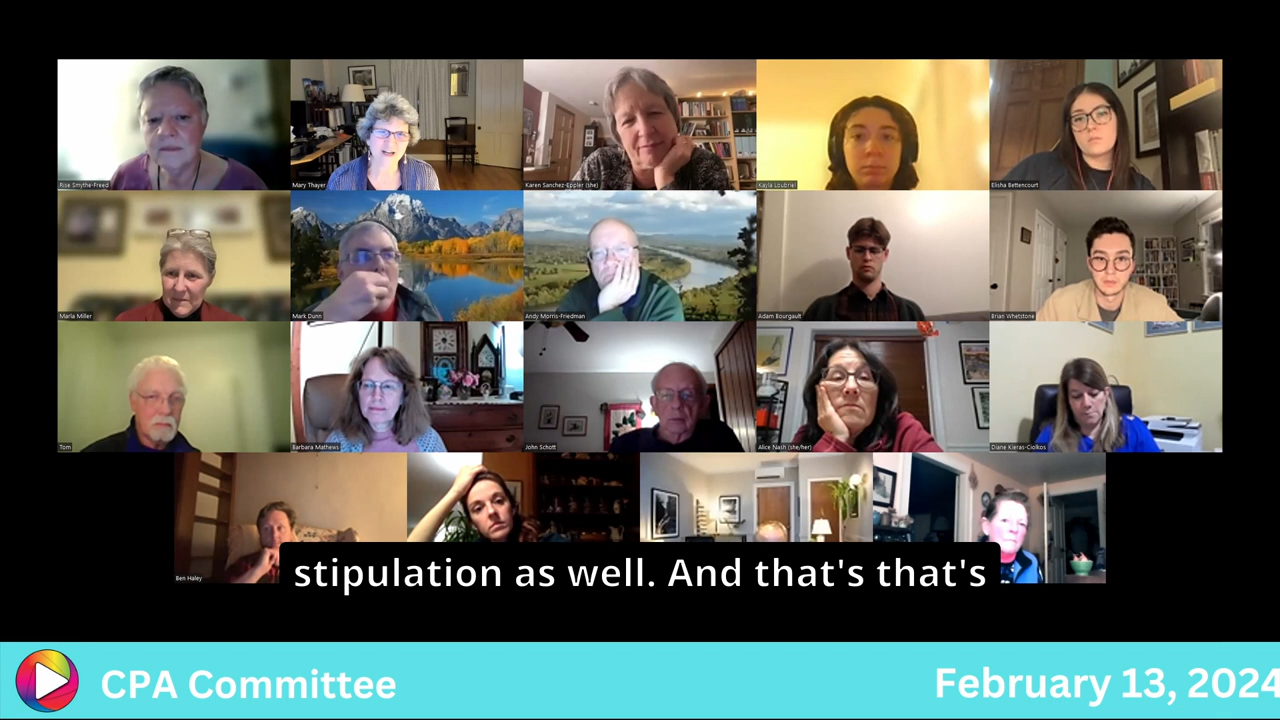 Risa Smythe-Freed
Mary Thayer
Karen Sanchez-Eppler (she)
Kayla Loubriel
Elisha Bettencourt
Marla Miller
Mark Dunn
Andy Morris-Friedman
Adam Bourgault
Brian Whetstone
Tom
Barbara Mathews
John Schott
Alice Nash (she/her)
Diane Kieras-Ciolkos
Ben Haley
stipulation as well. And that's that's
CPA Committee
February 13, 2024